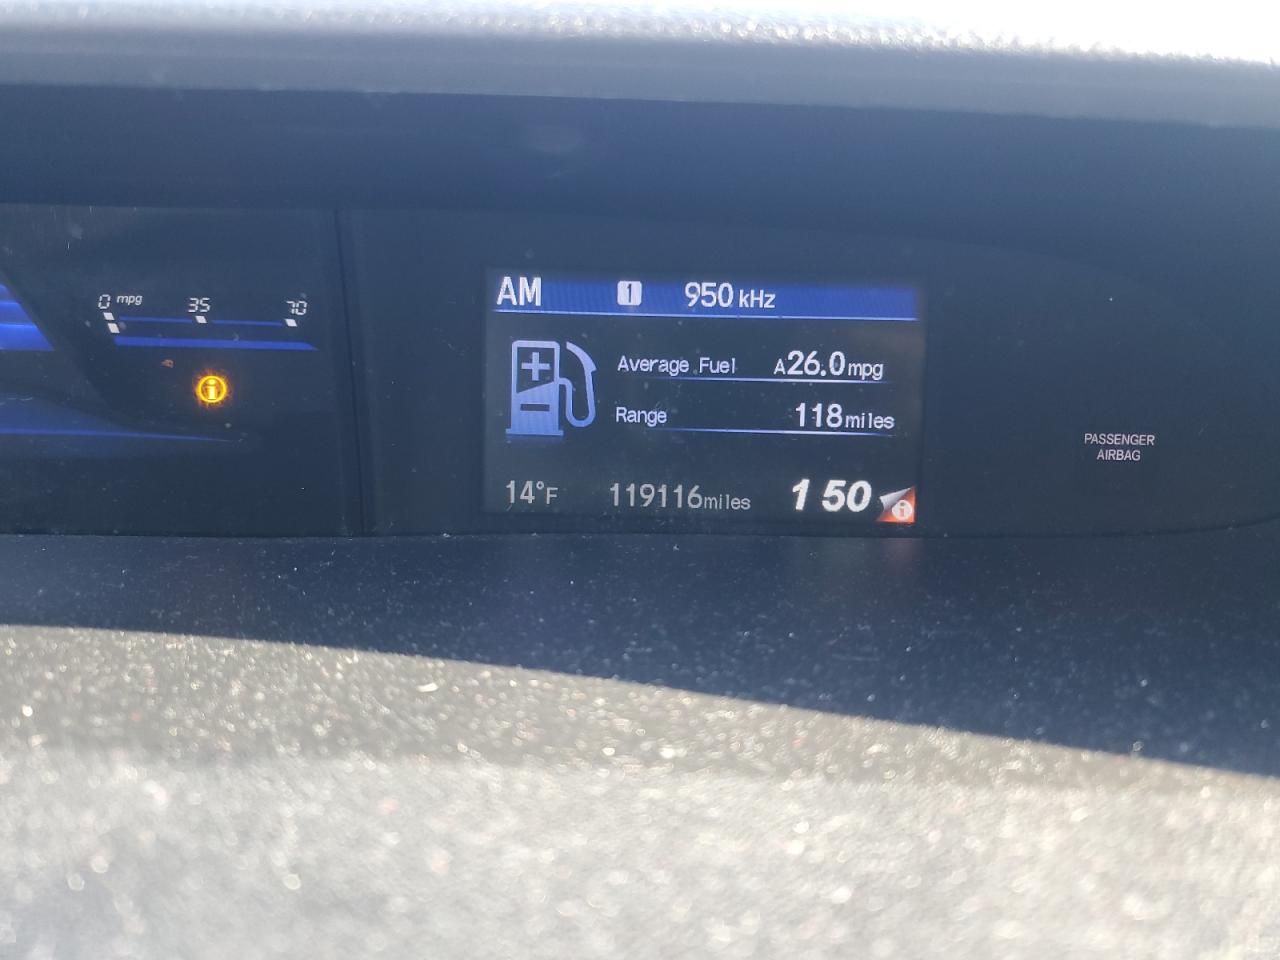 AM 1 950 kHz
0 mpg 35 70
Average Fuel A26.0mpg
Range 118miles
14°F 119116miles 1 50
PASSENGER
AIRBAG